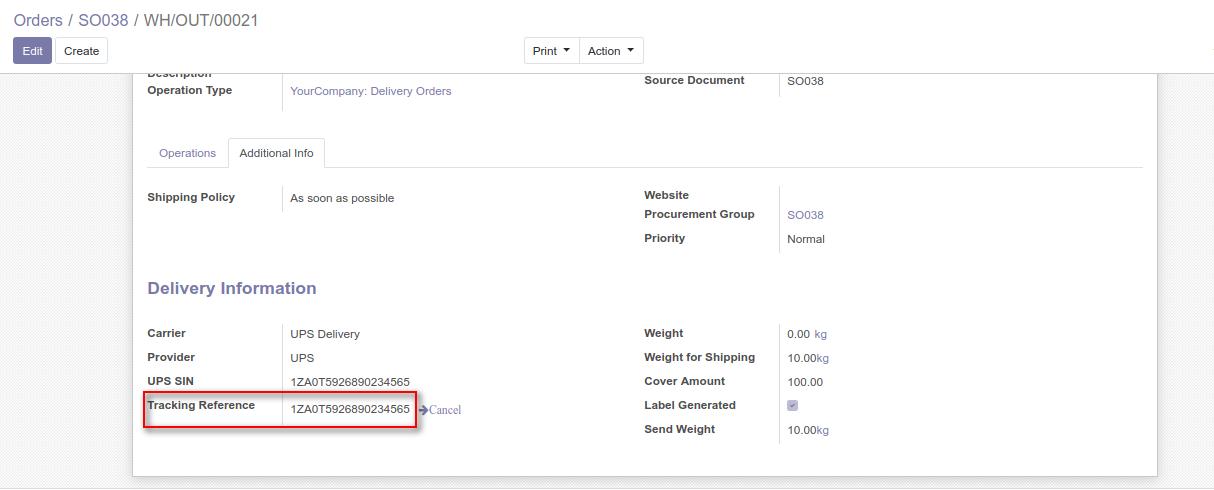 Orders / SO038 / WH/OUT/00021
Edit Create Print Action
Description
Operation Type YourCompany: Delivery Orders
Source Document SO038
Operations Additional Info
Shipping Policy As soon as possible
Website
Procurement Group SO038
Priority Normal
Delivery Information
Carrier UPS Delivery
Provider UPS
UPS SIN 1ZA0T5926890234565
Tracking Reference 1ZA0T5926890234565 Cancel
Weight 0.00 kg
Weight for Shipping 10.00kg
Cover Amount 100.00
Label Generated
Send Weight 10.00kg